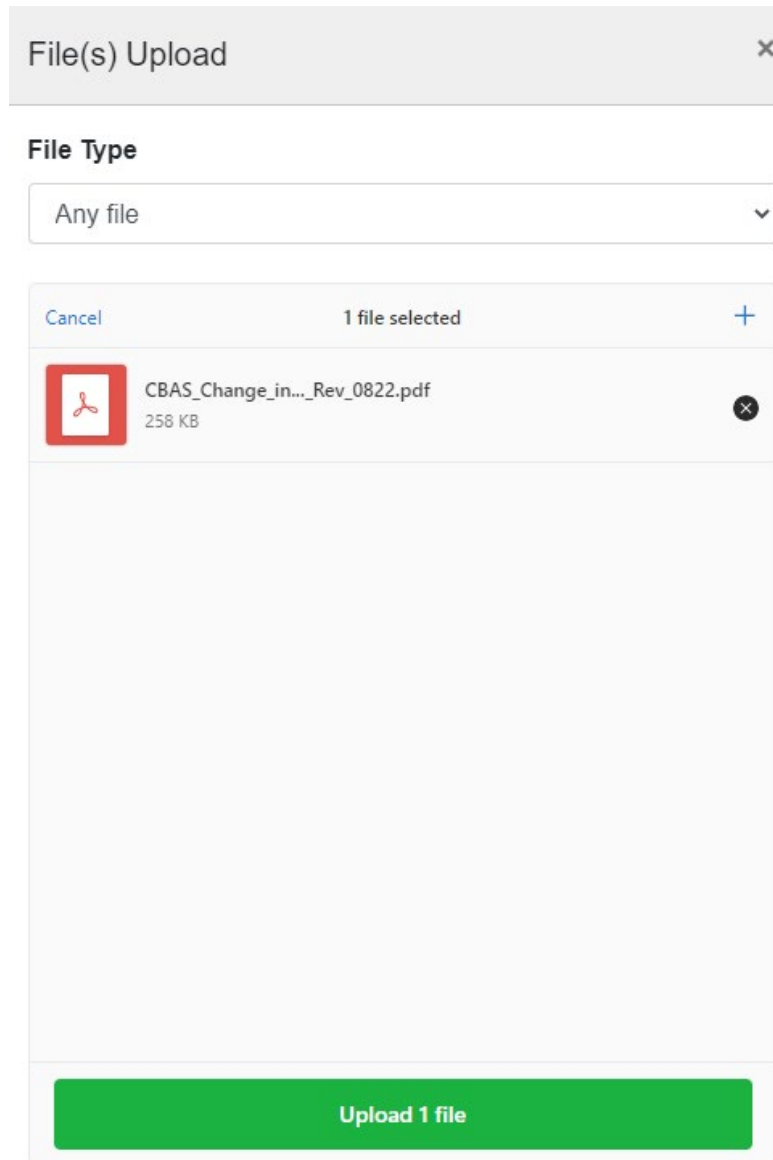 File(s) Upload
File Type
Any file
Cancel 1 file selected
CBAS_Change_in..._Rev_0822.pdf
258 KB
Upload 1 file